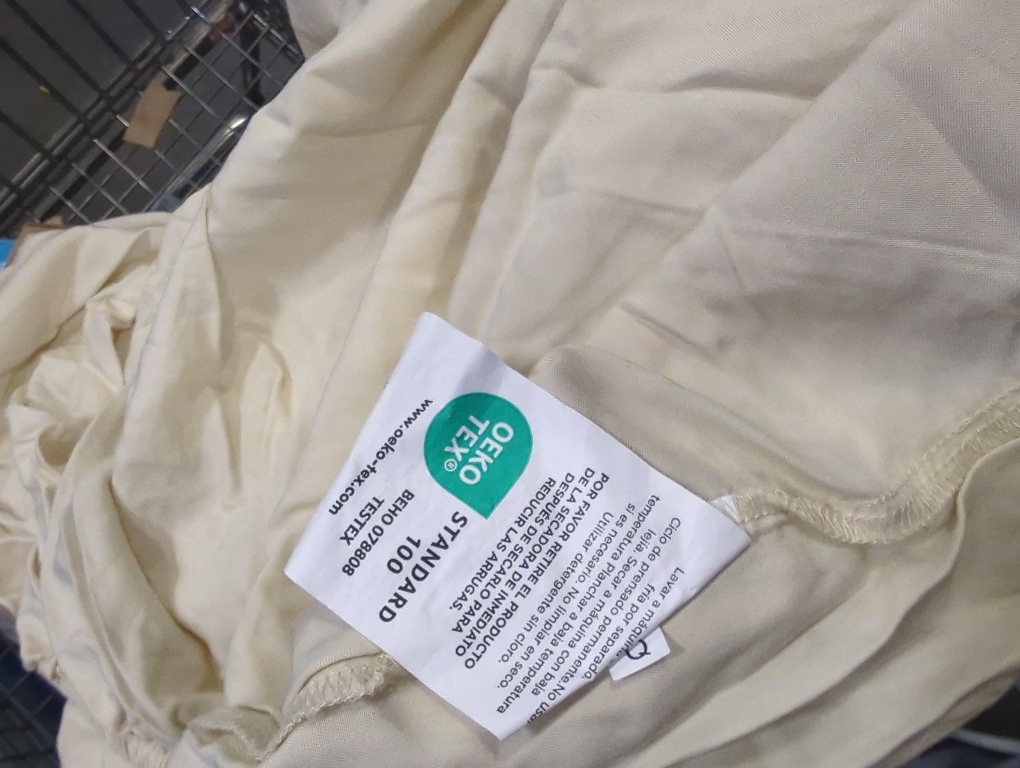 Lavar a máquina
fría por separado.
Ciclo de prensado permanente. No usar
lejía. Secar a máquina con baja
temperatura Planchar a baja temperatura
si es necesario. No limpiar en seco.
Utilizar detergente sin cloro.
POR FAVOR RETIRE EL PRODUCTO
DE LA SECADORA DE INMEDIATO
DESPUÉS DE SECARLO PARA
REDUCIR LAS ARRUGAS.
OEKO
TEX®
STANDARD
100
BEHO.078808
TESTEX
www.oeko-tex.com